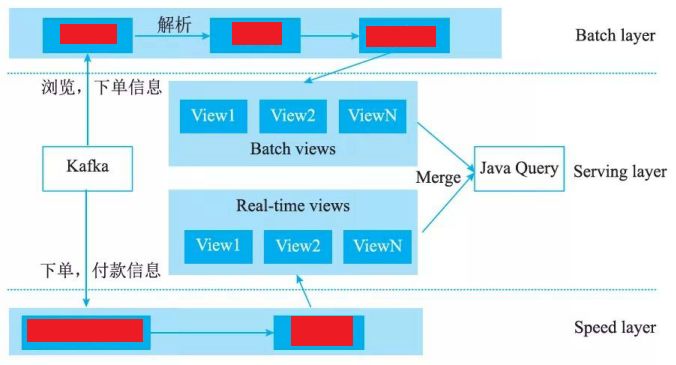 解析
Batch layer
浏览，下单信息
View1 View2 ViewN
Batch views
Kafka
Merge
Java Query
Serving layer
Real-time views
View1 View2 ViewN
下单，付款信息
Speed layer